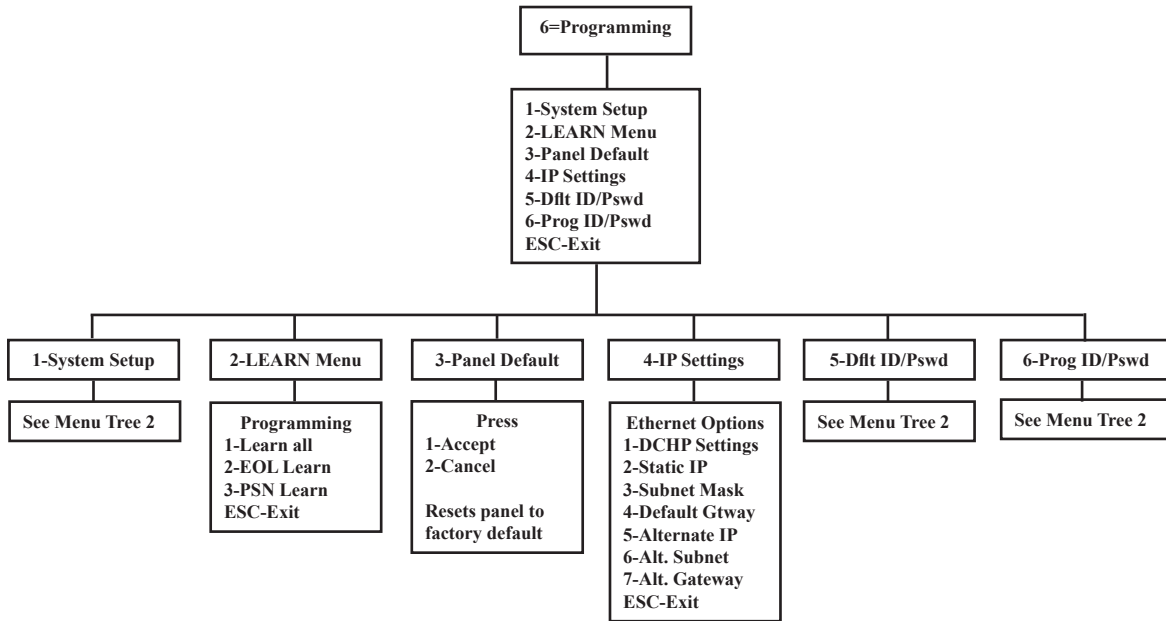 6=Programming
1-System Setup
2-LEARN Menu
3-Panel Default
4-IP Settings
5-Dflt ID/Pswd
6-Prog ID/Pswd
ESC-Exit
1-System Setup
See Menu Tree 2
2-LEARN Menu
Programming
1-Learn all
2-EOL Learn
3-PSN Learn
ESC-Exit
3-Panel Default
Press
1-Accept
2-Cancel
Resets panel to
factory default
4-IP Settings
Ethernet Options
1-DCHP Settings
2-Static IP
3-Subnet Mask
4-Default Gtway
5-Alternate IP
6-Alt. Subnet
7-Alt. Gateway
ESC-Exit
5-Dflt ID/Pswd
See Menu Tree 2
6-Prog ID/Pswd
See Menu Tree 2